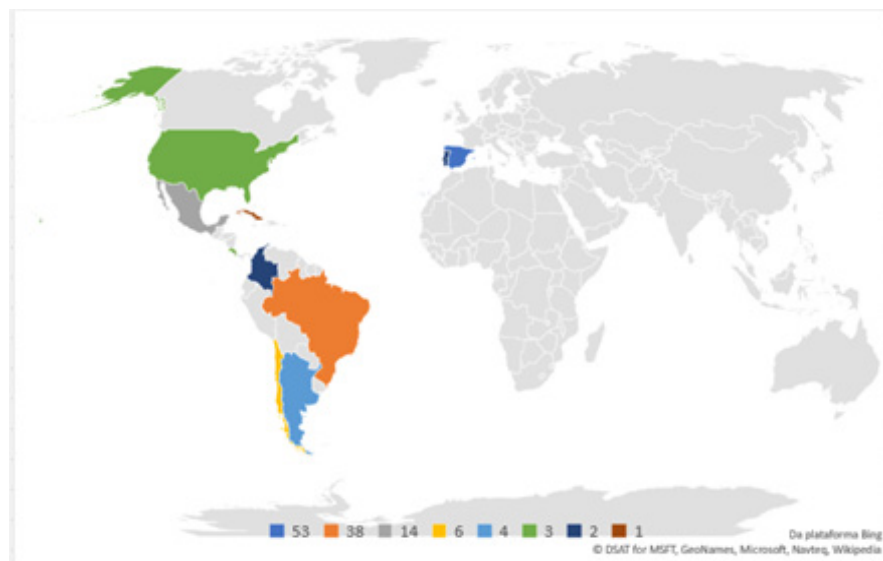 53 38 14 6 4 3 2 1
Da plataforma Bing
© DSAT for MSFT, GeoNames, Microsoft, Navteq, Wikipedia